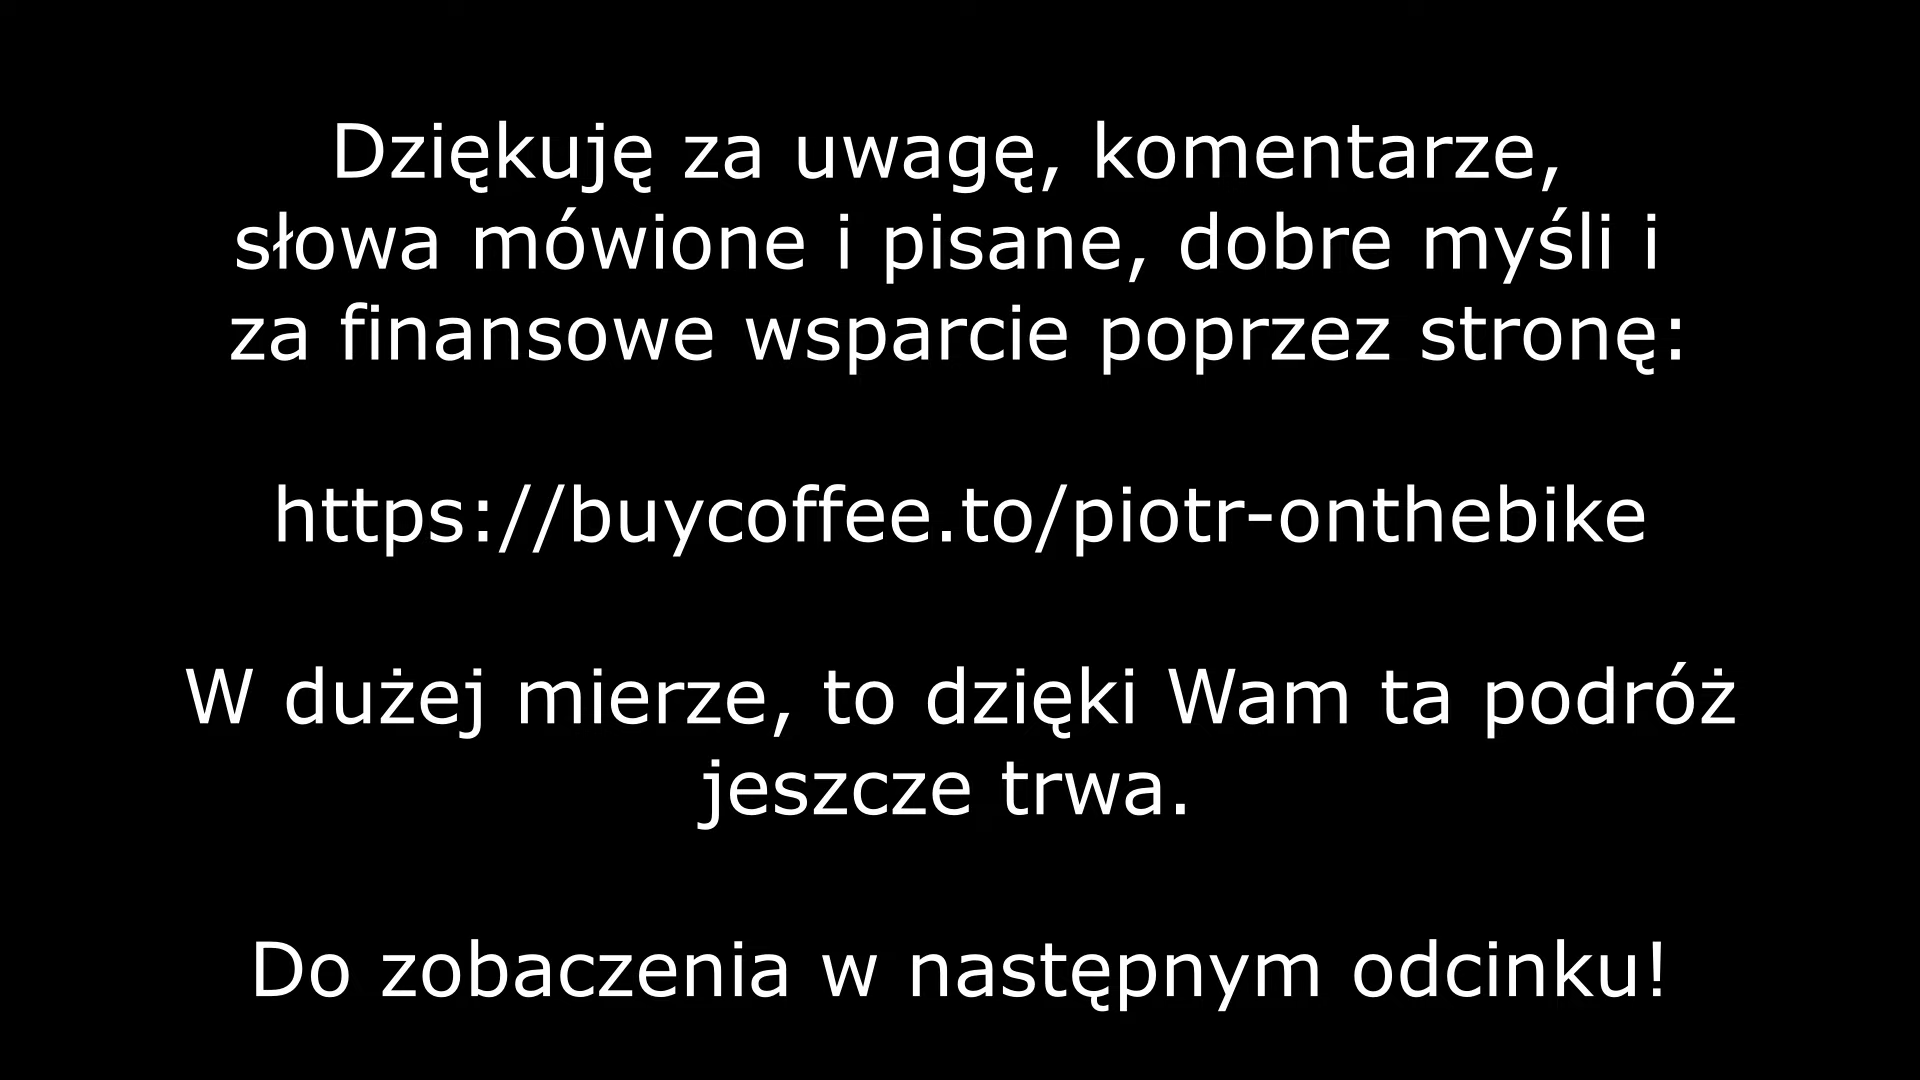 Dziękuję za uwagę, komentarze,
słowa mówione i pisane, dobre myśli i
za finansowe wsparcie poprzez stronę:
https://buycoffee.to/piotr-onthebike
W dużej mierze, to dzięki Wam ta podróż
jeszcze trwa.
Do zobaczenia w następnym odcinku!